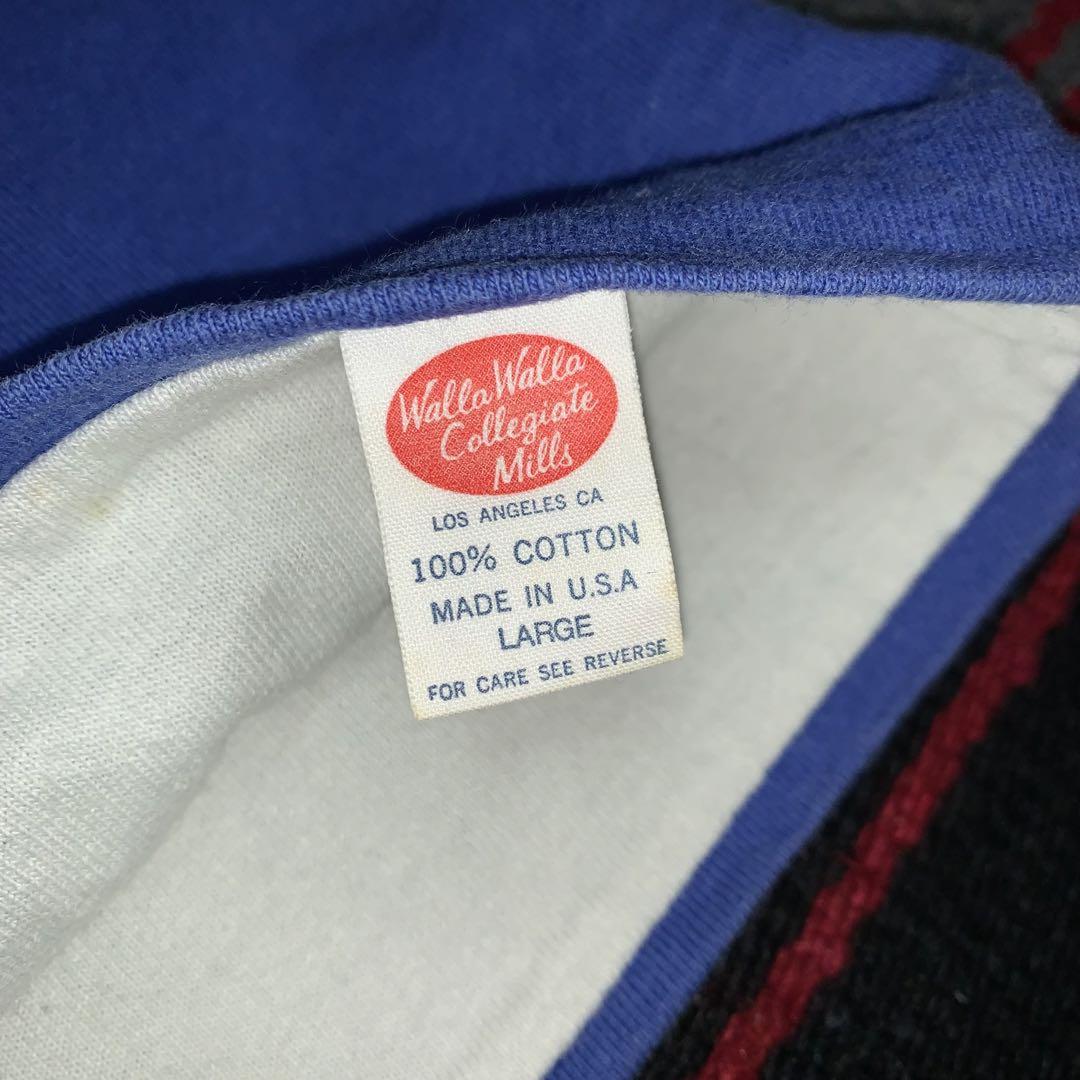 Walla Walla
Collegiate
Mills
LOS ANGELES CA
100% COTTON
MADE IN U.S.A
LARGE
FOR CARE SEE REVERSE